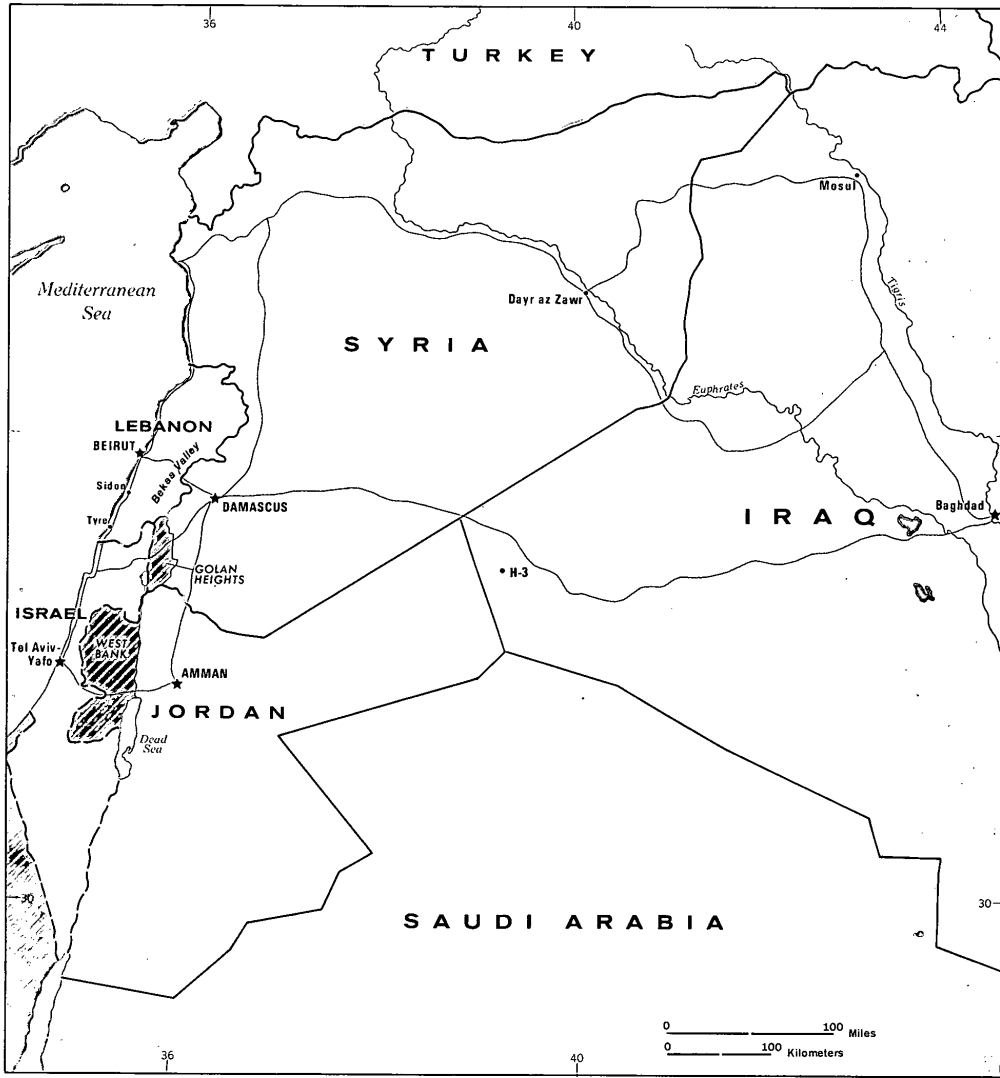 36
40
44
TURKEY
Mosul
Tigris
Mediterranean
Sea
Dayr az Zawr
SYRIA
Euphrates
LEBANON
BEIRUT
Bekaa Valley
Sidon
DAMASCUS
Tyre
Baghdad
IRAQ
GOLAN
HEIGHTS
H-3
ISRAEL
WEST
BANK
Tel Aviv-
Yafo
AMMAN
JORDAN
Dead
Sea
30
30
SAUDI ARABIA
0 100 Miles
0 100 Kilometers
36
40